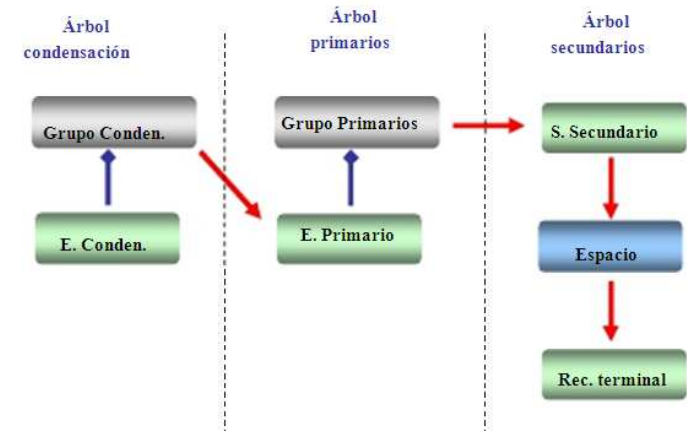 Árbol
condensación
Árbol
primarios
Árbol
secundarios
Grupo Conden.
Grupo Primarios
S. Secundario
E. Conden.
E. Primario
Espacio
Rec. terminal